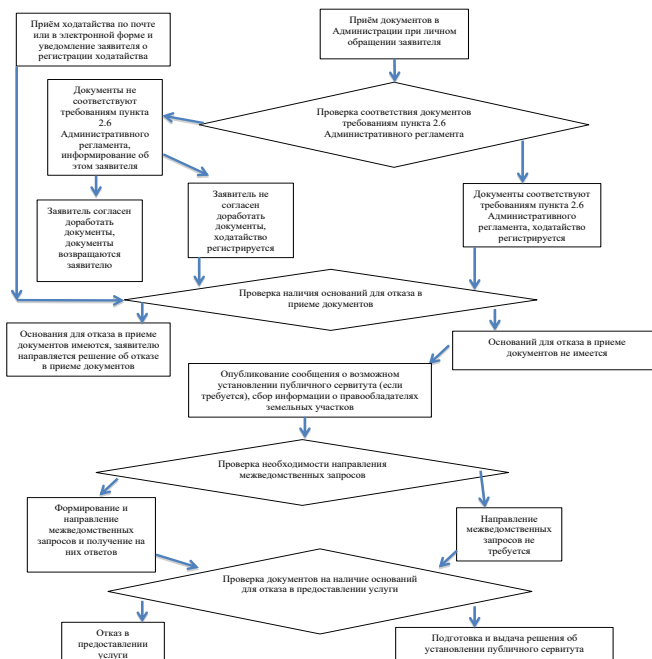 Приём ходатайства по почте
или в электронной форме и
уведомление заявителя о
регистрации ходатайства
Приём документов в
Администрации при личном
обращении заявителя
Документы не
соответствуют
требованиям пункта
2.6
Административного
регламента,
информирование об
этом заявителя
Проверка соответствия документов
требованиям пункта 2.6
Административного регламента
Заявитель согласен
доработать
документы,
документы
возвращаются
заявителю
Заявитель не
согласен
доработать
документы,
ходатайство
регистрируется
Документы соответствуют
требованиям пункта 2.6
Административного
регламента, ходатайство
регистрируется
Проверка наличия оснований для отказа в
приеме документов
Основания для отказа в приеме
документов имеются, заявителю
направляется решение об отказе
в приеме документов
Оснований для отказа в приеме
документов не имеется
Опубликование сообщения о возможном
установлении публичного сервитута (если
требуется), сбор информации о правообладателях
земельных участков
Проверка необходимости направления
межведомственных запросов
Формирование и
направление
межведомственных
запросов и получение на
них ответов
Направление
межведомственных
запросов не
требуется
Проверка документов на наличие оснований
для отказа в предоставлении услуги
Отказ в
предоставлении
услуги
Подготовка и выдача решения об
установлении публичного сервитута